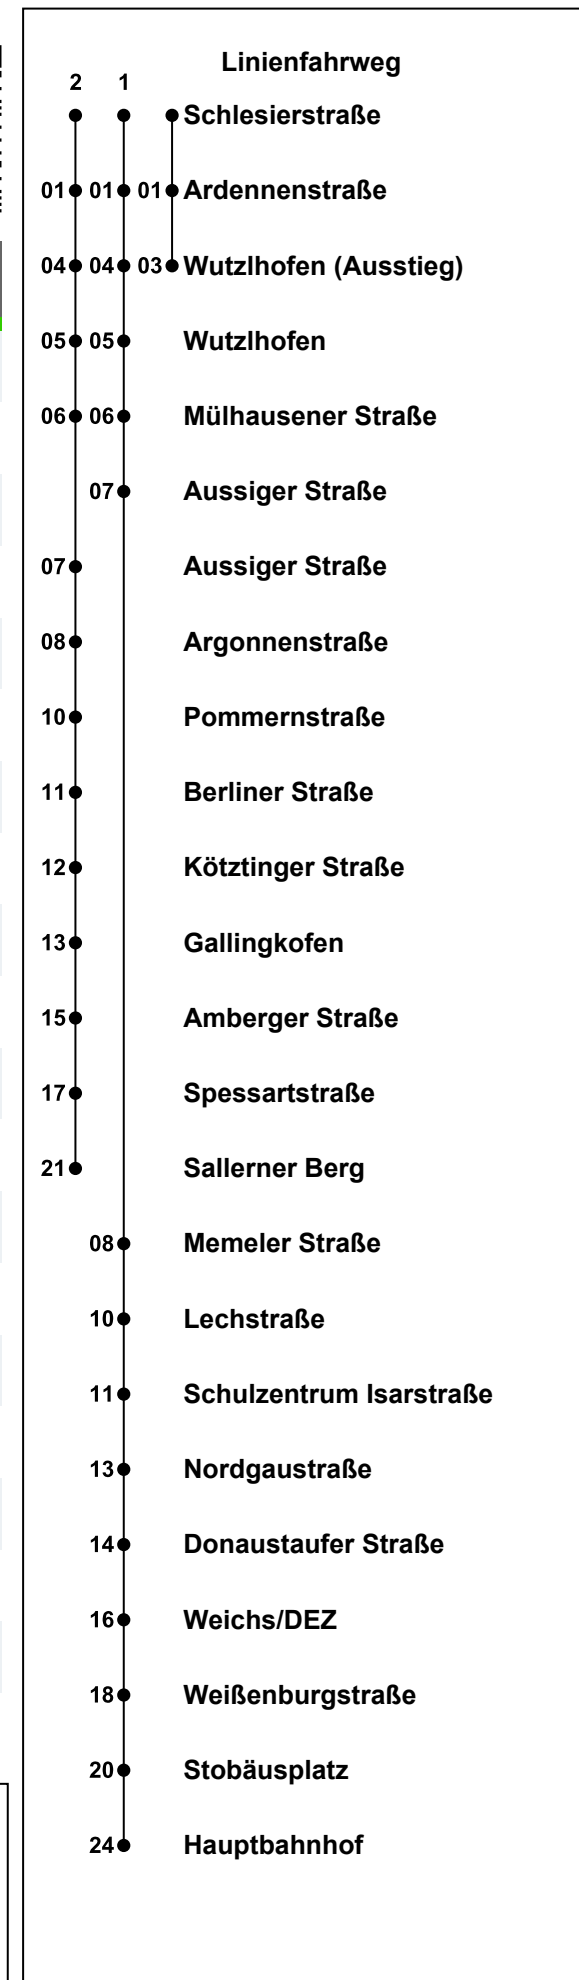 Linienfahrweg
2 1
Schlesierstraße
01 01 01 Ardennenstraße
04 04 03 Wutzlhofen (Ausstieg)
05 05 Wutzlhofen
06 06 Mülhausener Straße
07 Aussiger Straße
07 Aussiger Straße
08 Argonnenstraße
10 Pommernstraße
11 Berliner Straße
12 Kötztinger Straße
13 Gallingkofen
15 Amberger Straße
17 Spessartstraße
21 Sallerner Berg
08 Memeler Straße
10 Lechstraße
11 Schulzentrum Isarstraße
13 Nordgaustraße
14 Donaustaufer Straße
16 Weichs/DEZ
18 Weißenburgstraße
20 Stobäusplatz
24 Hauptbahnhof